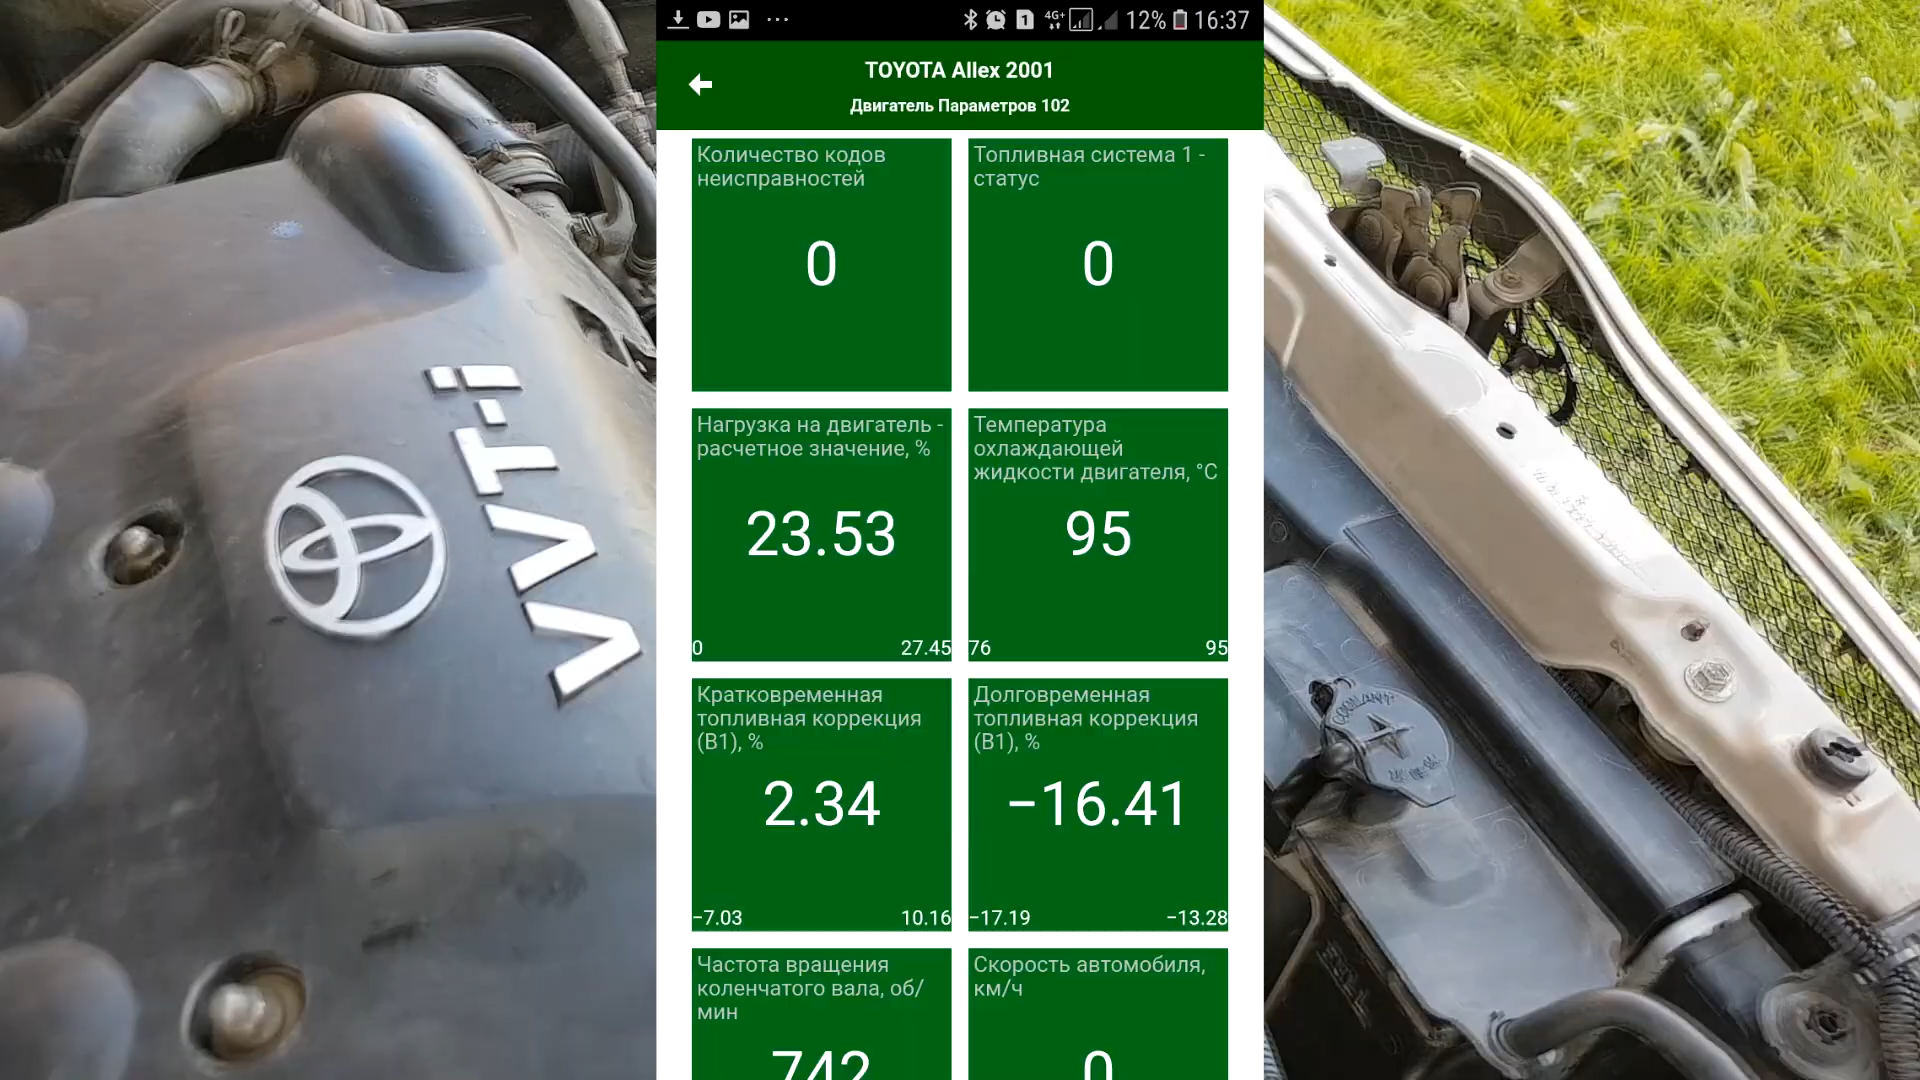 12% 16:37
TOYOTA Allex 2001
Двигатель Параметров 102
Количество кодов
неисправностей
0
Топливная система 1 -
статус
0
Нагрузка на двигатель -
расчетное значение, %
23.53
0 27.45
Температура
охлаждающей
жидкости двигателя, °C
95
76 95
Кратковременная
топливная коррекция
(B1), %
2.34
−7.03 10.16
Долговременная
топливная коррекция
(B1), %
−16.41
−17.19 −13.28
Частота вращения
коленчатого вала, об/
мин
742
Скорость автомобиля,
км/ч
0
VVT-i
COOLANT